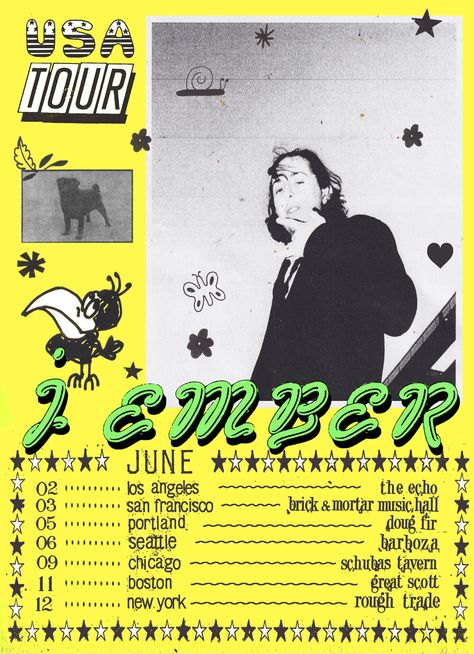 USA
TOUR
j EMBER
JUNE
02 los angeles the echo
03 san francisco brick & mortar music hall
05 portland doug fir
06 seattle barboza
09 chicago schubas tavern
11 boston great scott
12 new york rough trade